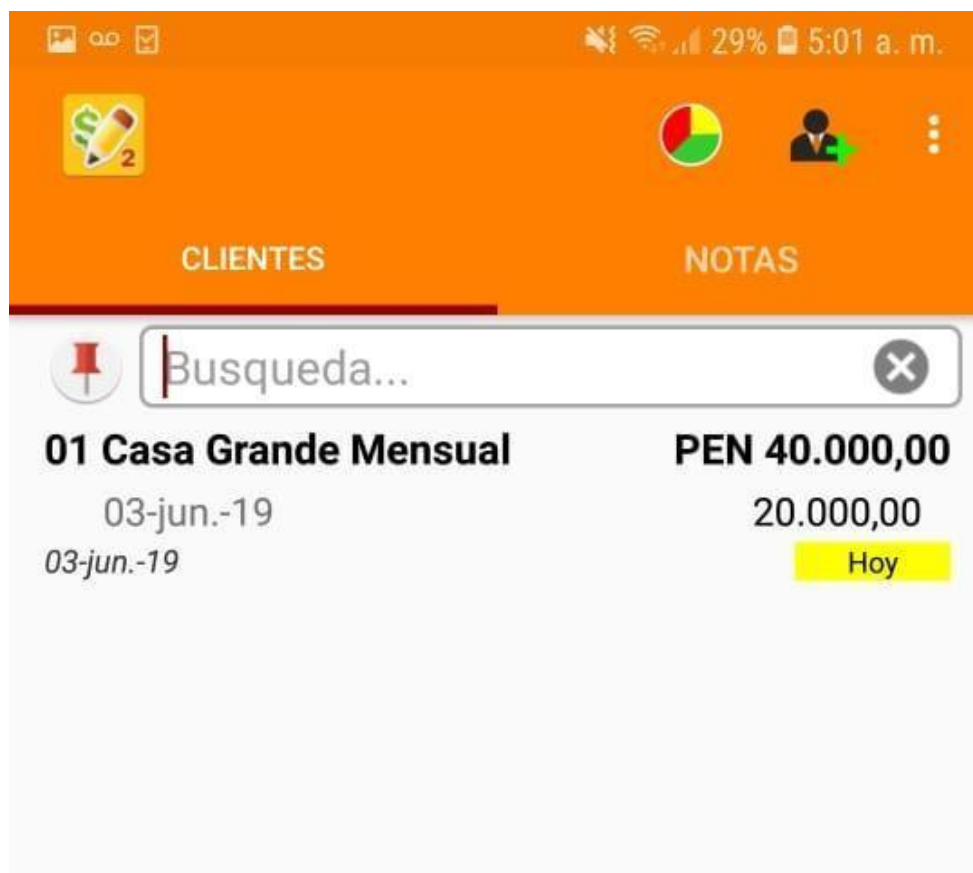 29% 5:01 a. m.
2
CLIENTES NOTAS
Busqueda...
01 Casa Grande Mensual PEN 40.000,00
03-jun.-19 20.000,00
03-jun.-19 Hoy